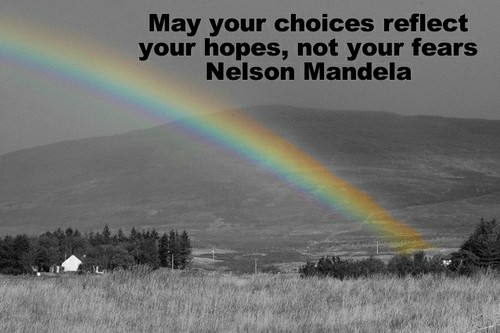 May your choices reflect
your hopes, not your fears
Nelson Mandela